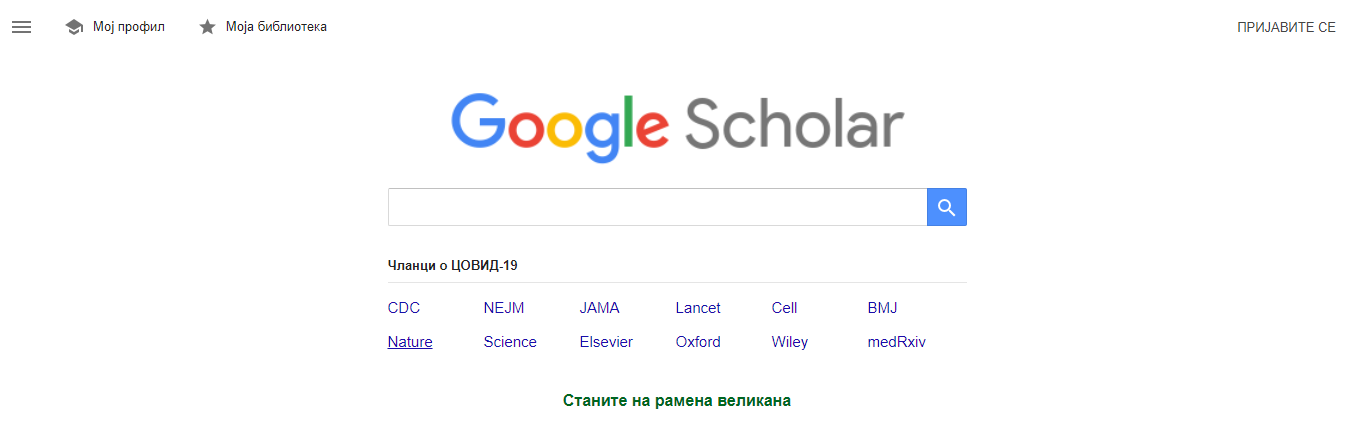 Мој профил Моја библиотека ПРИЈАВИТЕ СЕ
Google Scholar
Чланци о ЦОВИД-19
CDC NEJM JAMA Lancet Cell BMJ
Nature Science Elsevier Oxford Wiley medRxiv
Станите на рамена великана